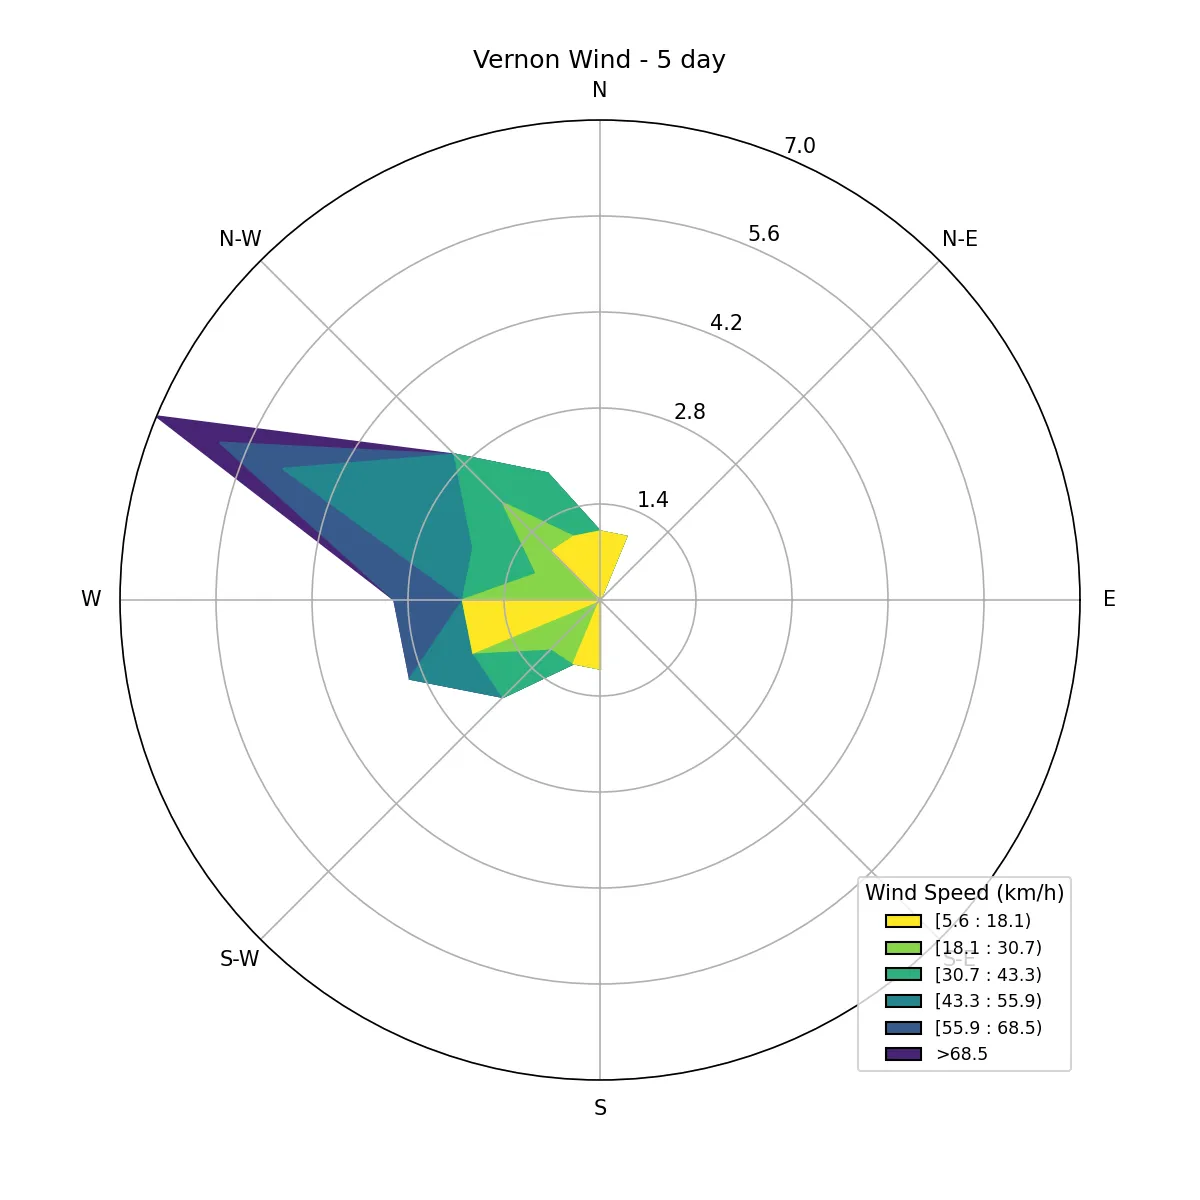 Vernon Wind - 5 day
N
7.0
N-W
5.6
N-E
4.2
2.8
1.4
W
E
S-W
S-E
S
Wind Speed (km/h)
[5.6 : 18.1)
[18.1 : 30.7)
[30.7 : 43.3)
[43.3 : 55.9)
[55.9 : 68.5)
>68.5